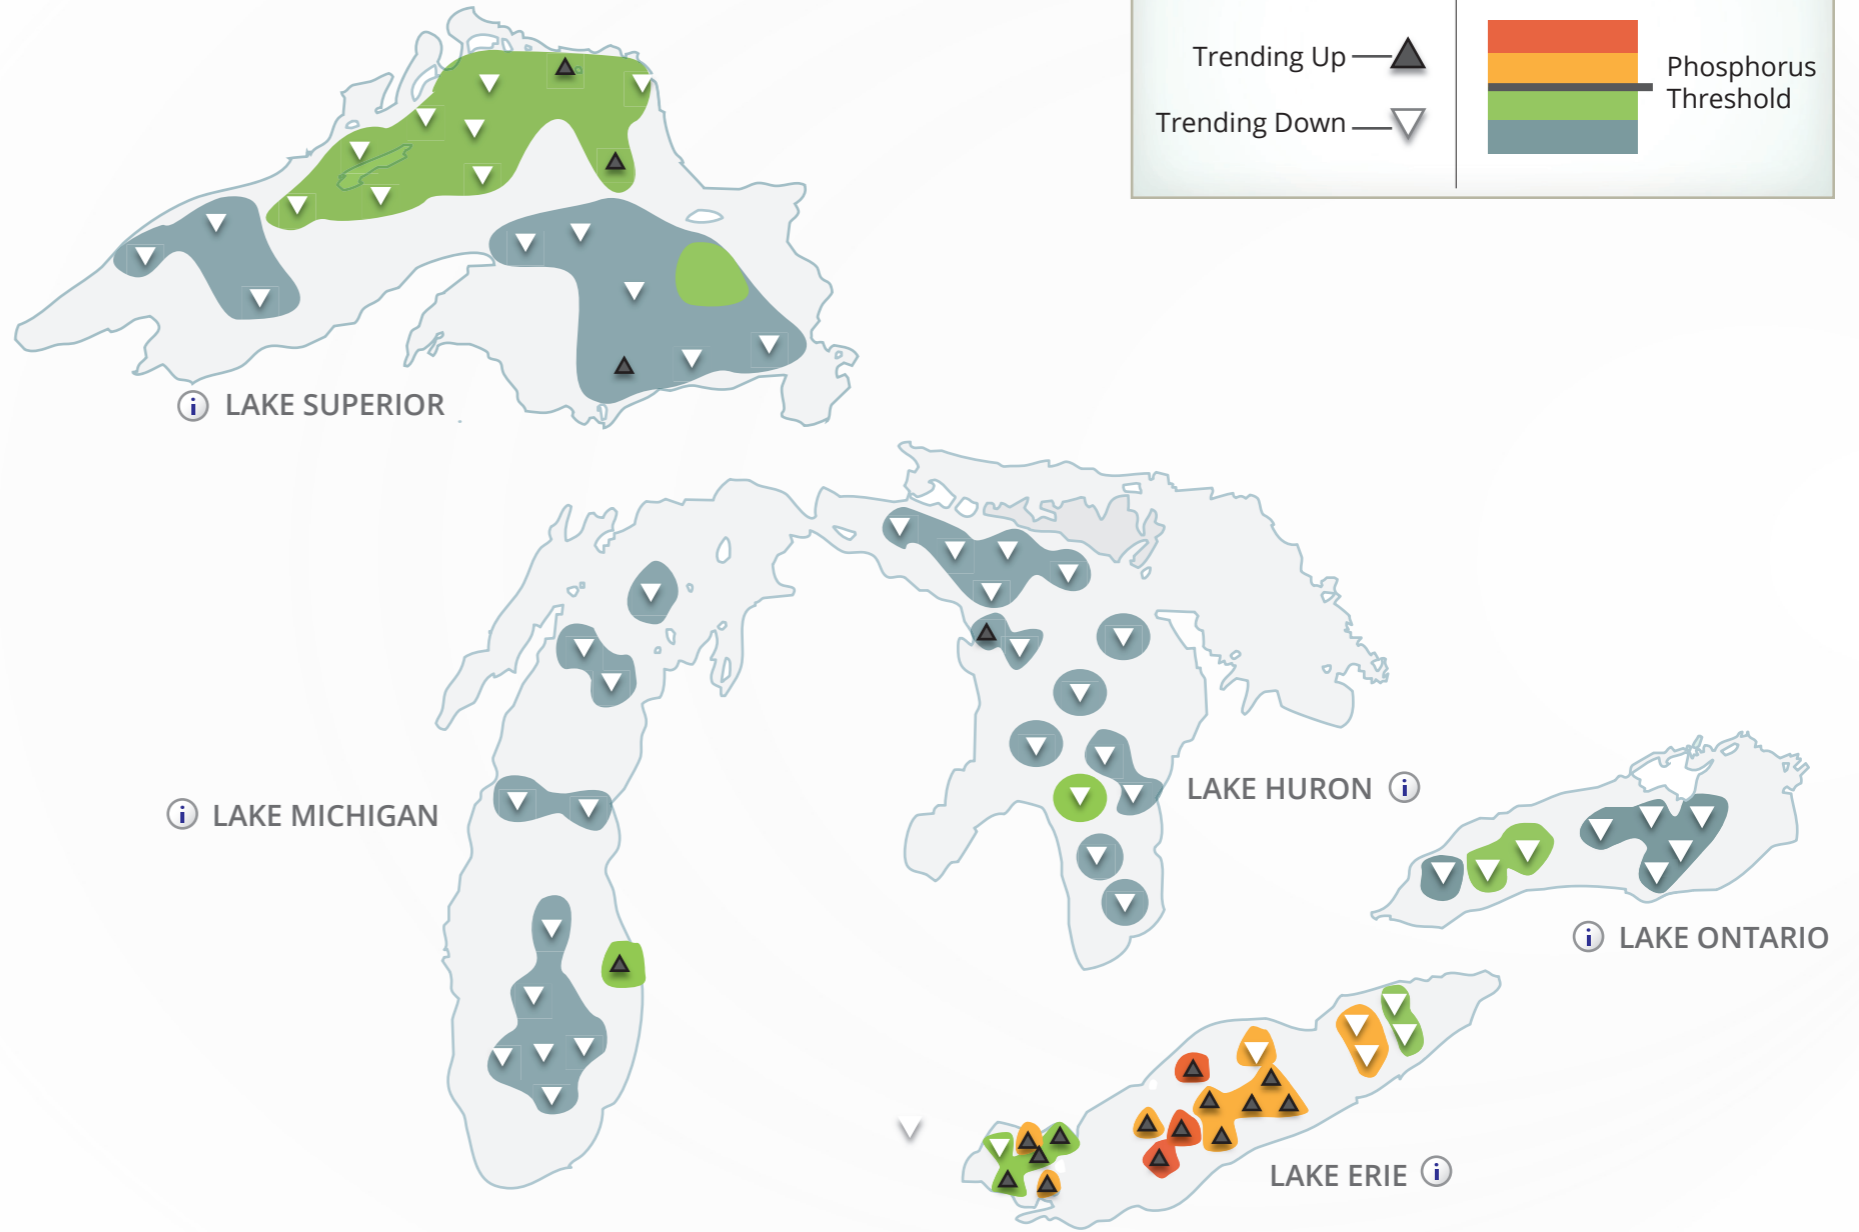 Trending Up
Phosphorus
Threshold
Trending Down
i LAKE SUPERIOR
i LAKE MICHIGAN
LAKE HURON i
i LAKE ONTARIO
LAKE ERIE i